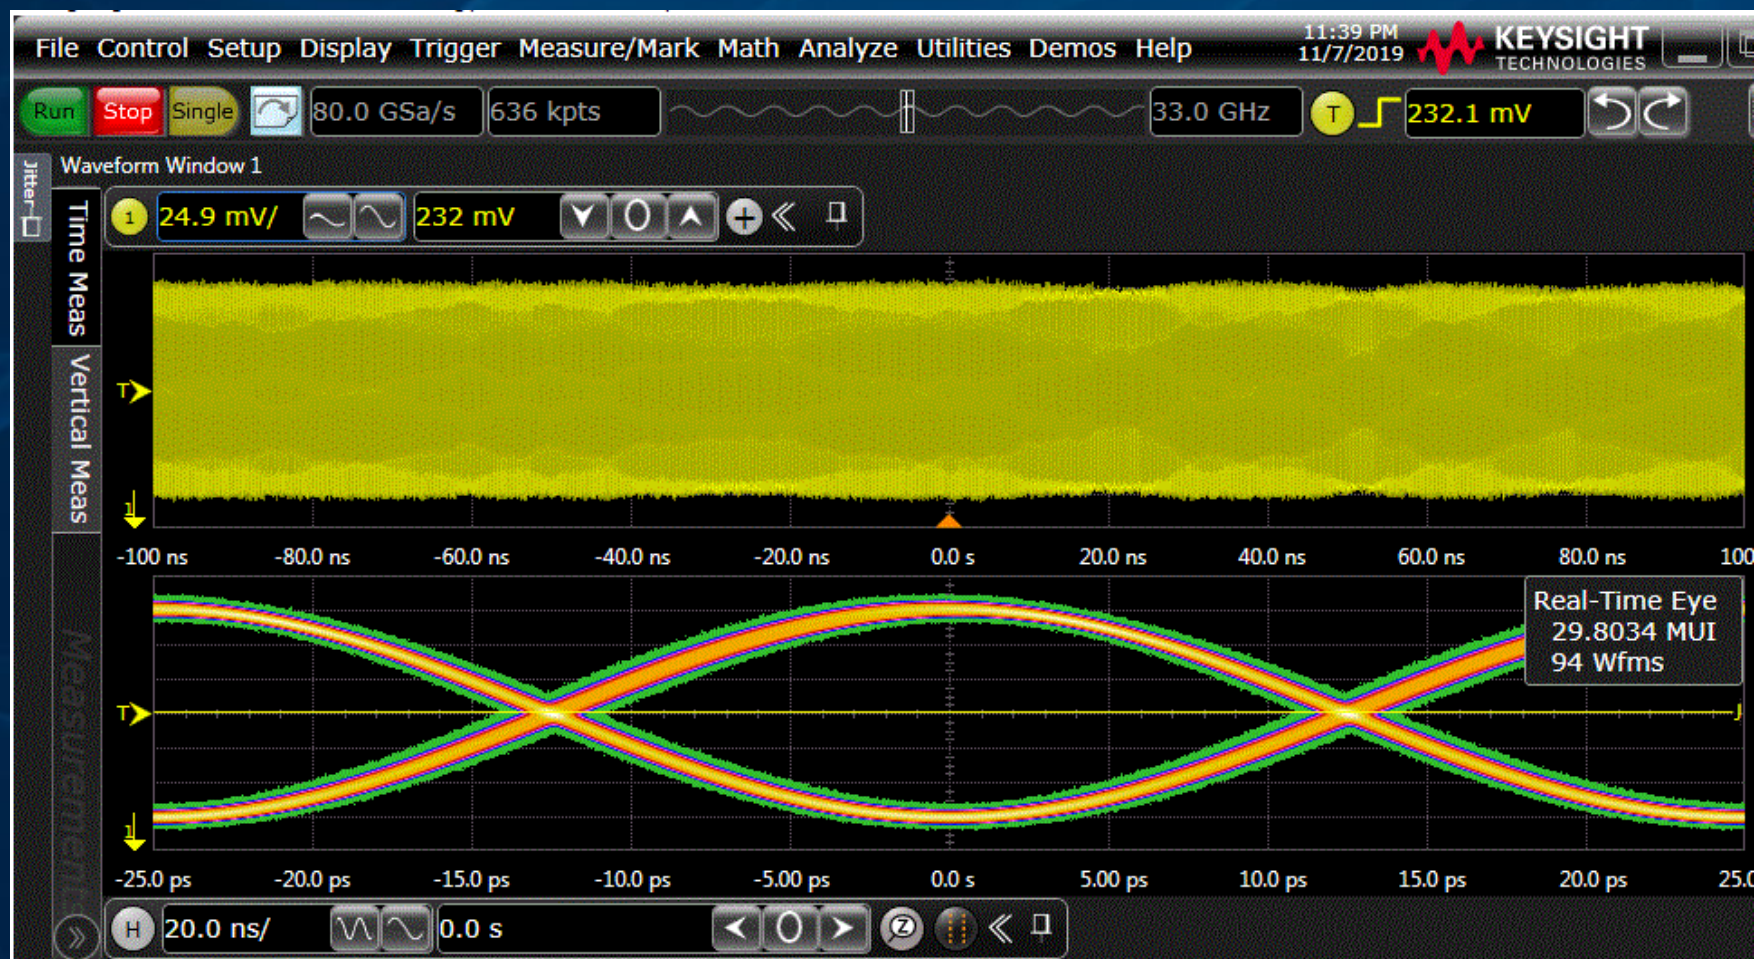 File Control Setup Display Trigger Measure/Mark Math Analyze Utilities Demos Help
11:39 PM
11/7/2019
KEYSIGHT
TECHNOLOGIES
Run Stop Single 80.0 GSa/s 636 kpts 33.0 GHz T 232.1 mV
Jitter
Waveform Window 1
Time Meas
Vertical Meas
Measurements
1 24.9 mV/ 232 mV
T
1
-100 ns -80.0 ns -60.0 ns -40.0 ns -20.0 ns 0.0 s 20.0 ns 40.0 ns 60.0 ns 80.0 ns 100
Real-Time Eye
29.8034 MUI
94 Wfms
T
1
-25.0 ps -20.0 ps -15.0 ps -10.0 ps -5.00 ps 0.0 s 5.00 ps 10.0 ps 15.0 ps 20.0 ps 25.0
H 20.0 ns/ 0.0 s Z